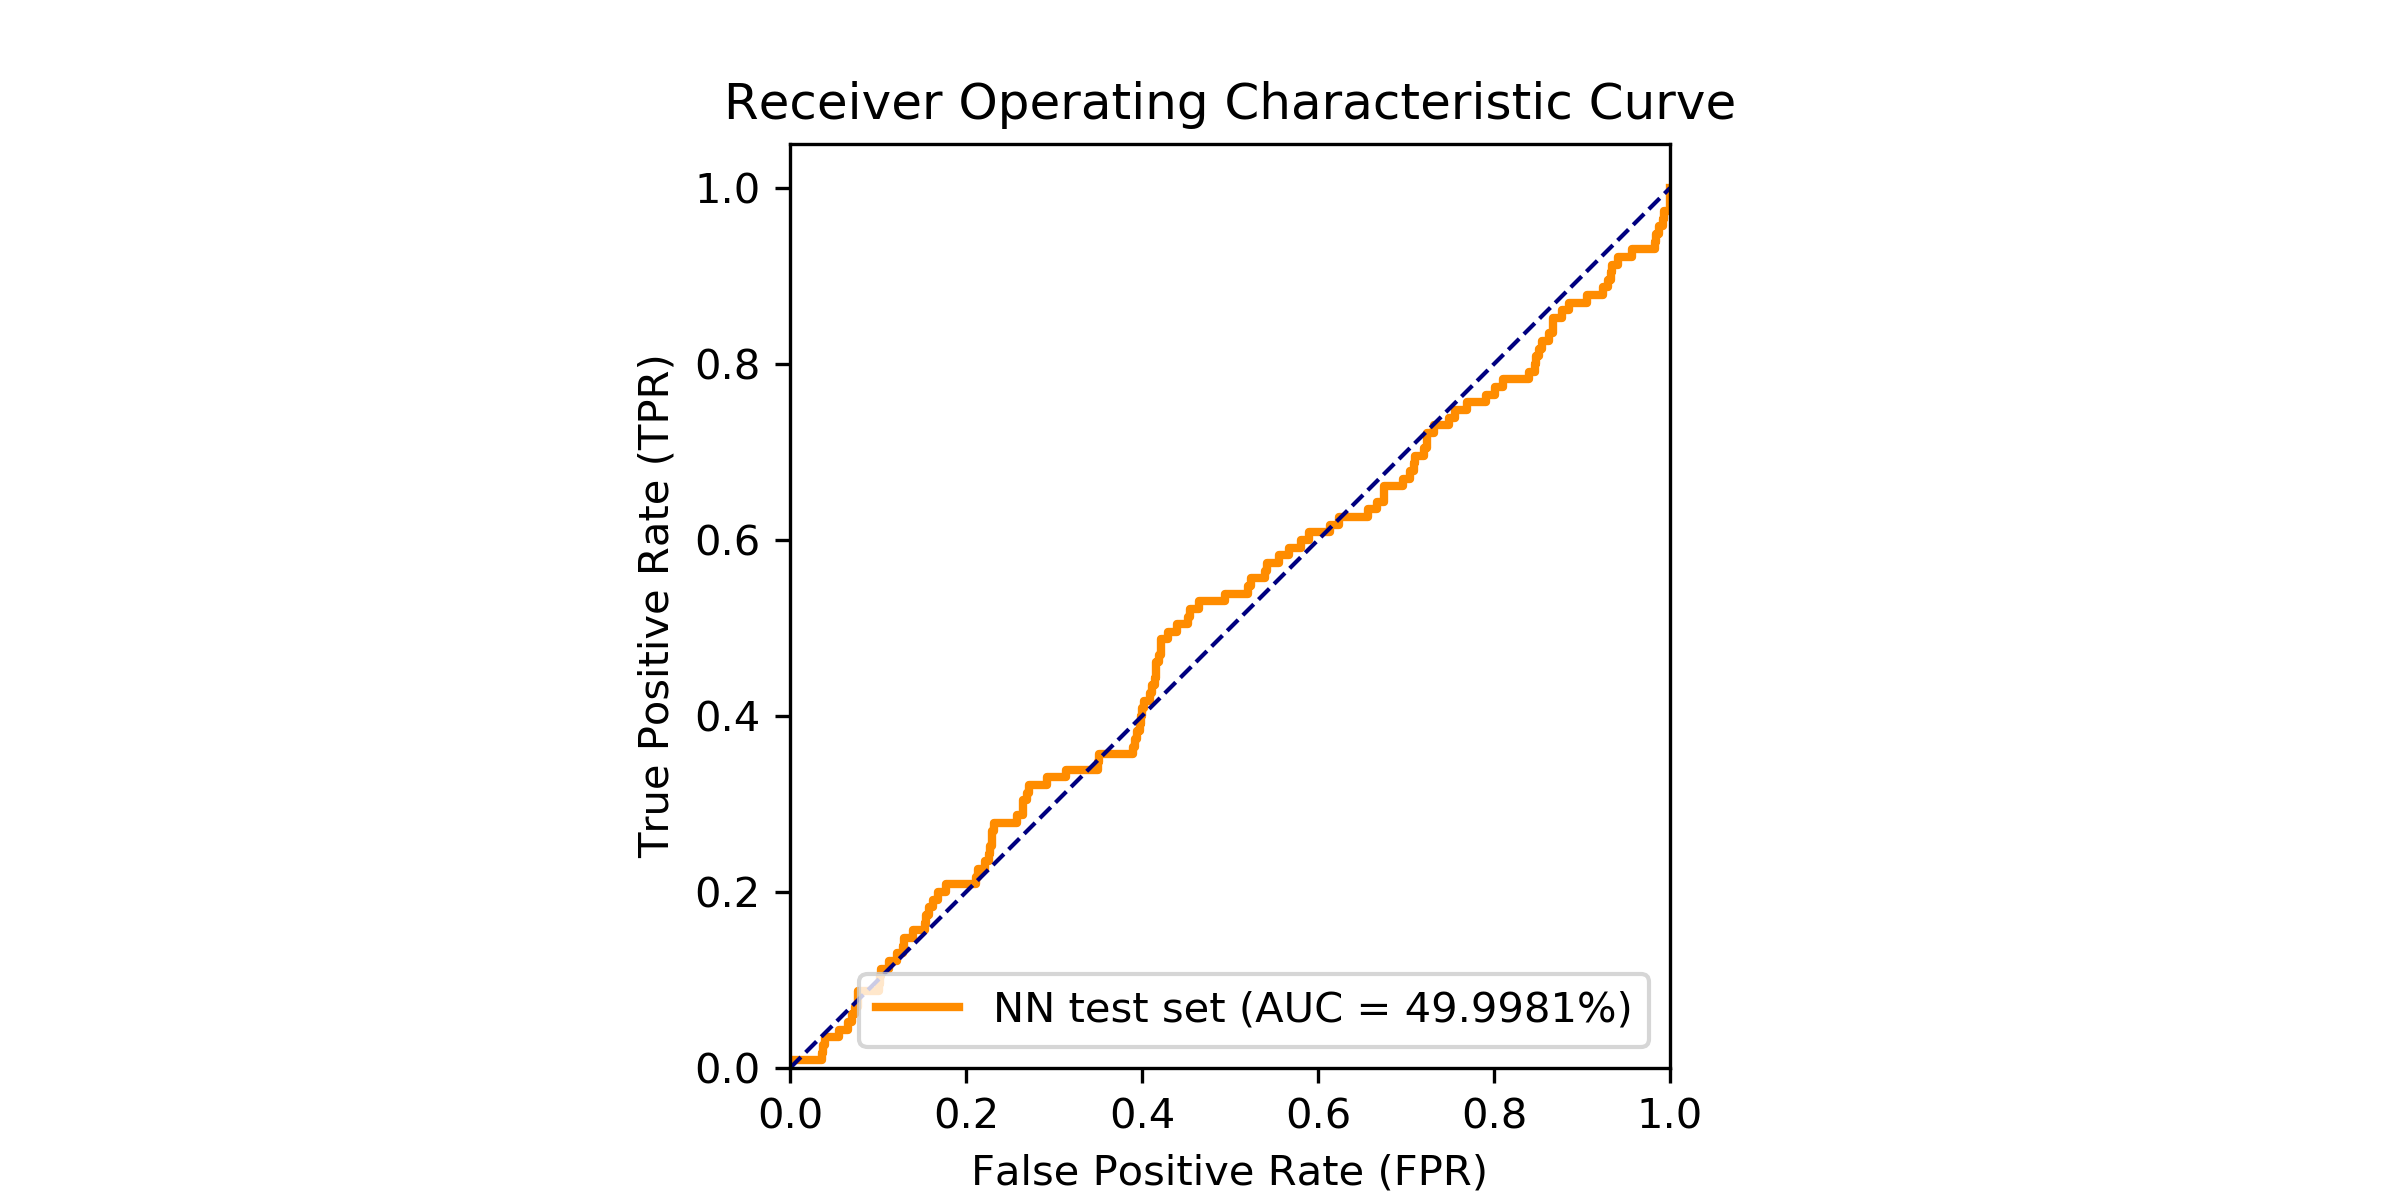 Receiver Operating Characteristic Curve
1.0
0.8
0.6
0.4
0.2
0.0
True Positive Rate (TPR)
NN test set (AUC = 49.9981%)
0.0 0.2 0.4 0.6 0.8 1.0
False Positive Rate (FPR)